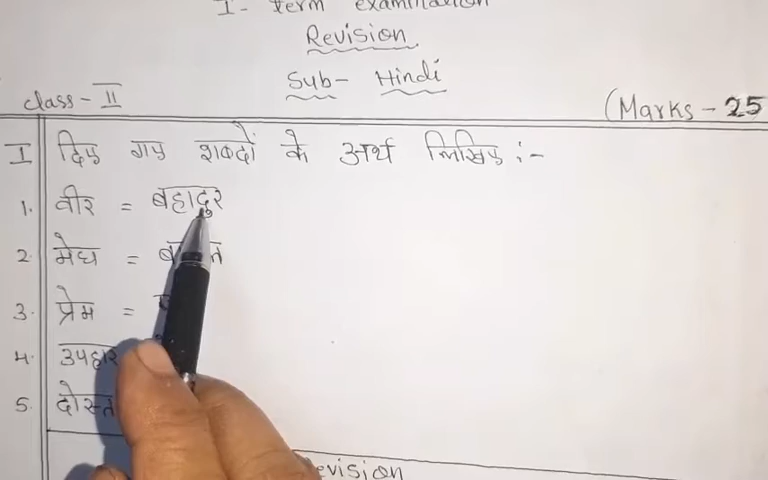 I - term examination
Revision
Sub- Hindi
class- II
(Marks - 25
I दिए गए शब्दों के अर्थ लिखिए :-
1. वीर = बहादुर
2. मेघ =
3. प्रेम =
4. उपहार
5. दोस्त
Revision